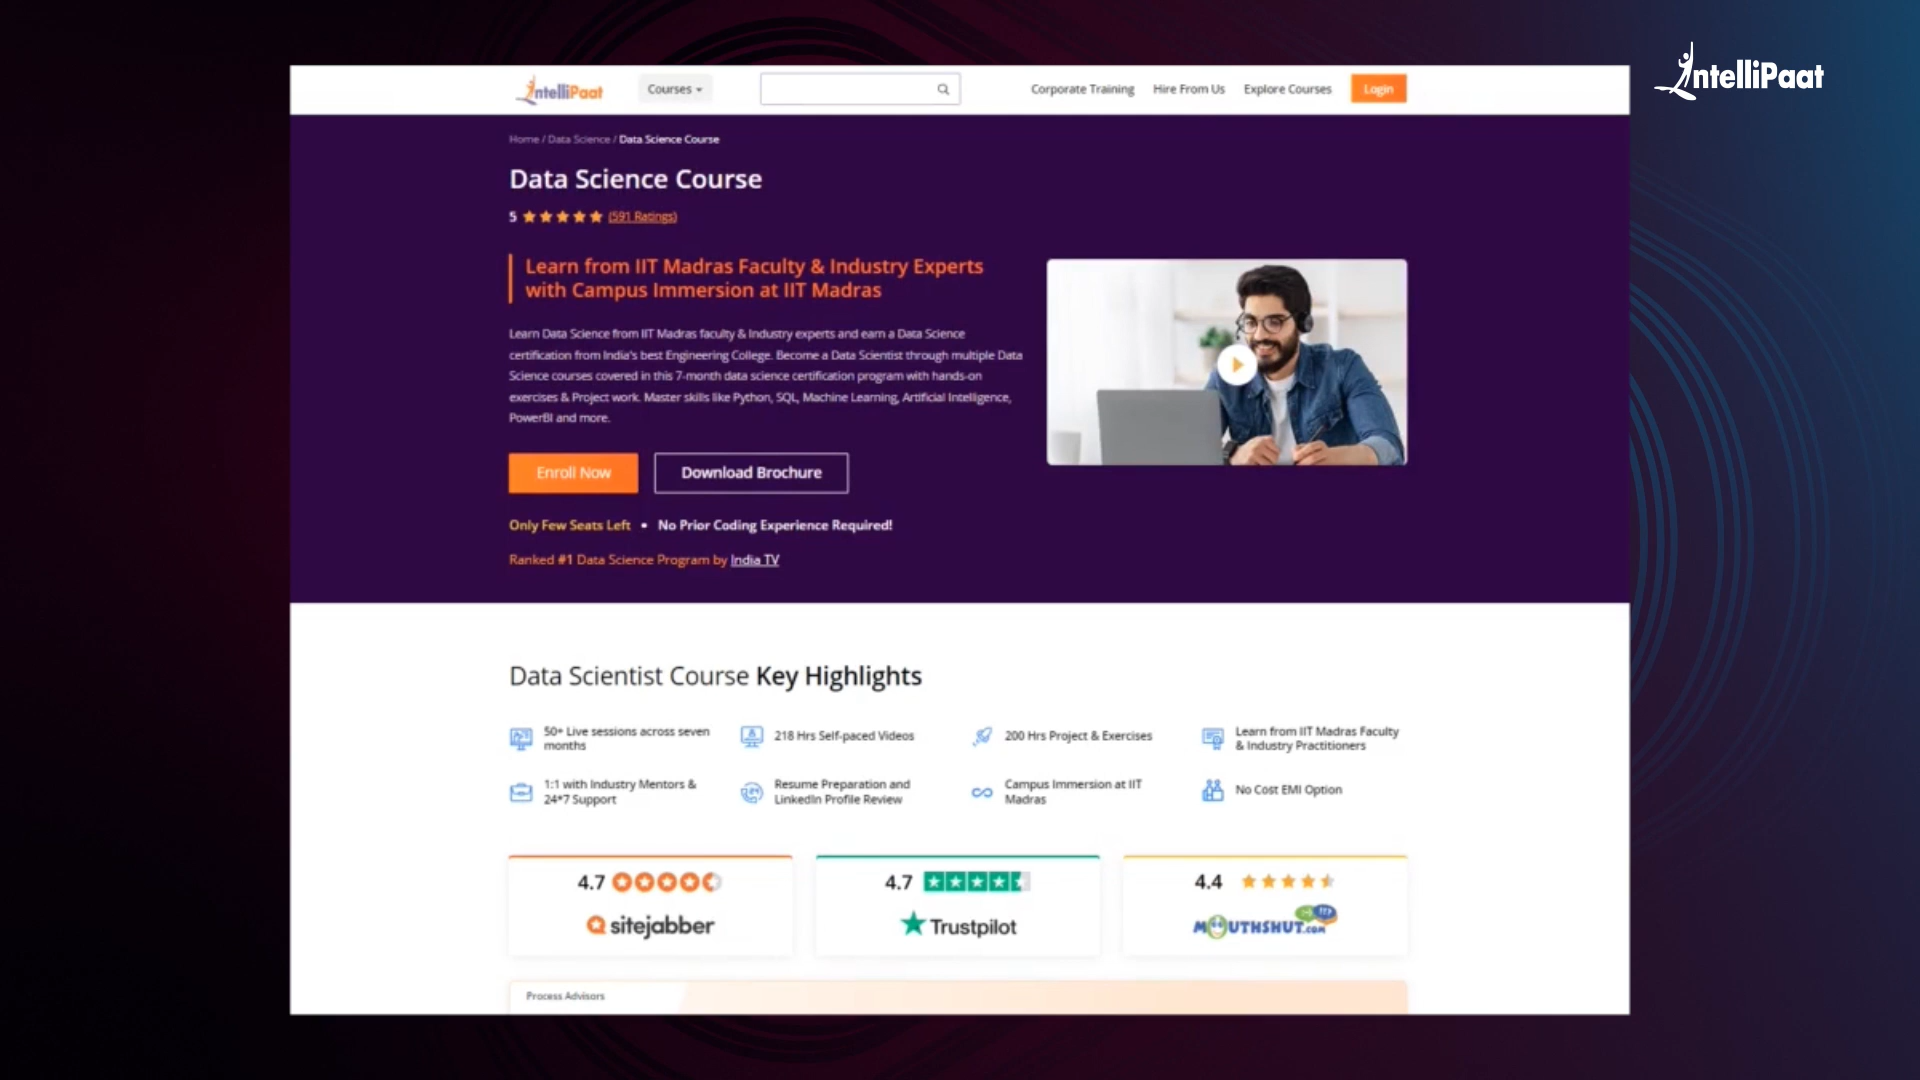 IntelliPaat
IntelliPaat
Courses
Corporate Training
Hire From Us
Explore Courses
Login
Home / Data Science / Data Science Course
Data Science Course
5 (591 Ratings)
Learn from IIT Madras Faculty & Industry Experts
with Campus Immersion at IIT Madras
Learn Data Science from IIT Madras faculty & Industry experts and earn a Data Science
certification from India's best Engineering College. Become a Data Scientist through multiple Data
Science courses covered in this 7-month data science certification program with hands-on
exercises & Project work. Master skills like Python, SQL, Machine Learning, Artificial Intelligence,
PowerBI and more.
Enroll Now
Download Brochure
Only Few Seats Left • No Prior Coding Experience Required!
Ranked #1 Data Science Program by India TV
Data Scientist Course Key Highlights
50+ Live sessions across seven
months
218 Hrs Self-paced Videos
200 Hrs Project & Exercises
Learn from IIT Madras Faculty
& Industry Practitioners
1:1 with Industry Mentors &
24*7 Support
Resume Preparation and
LinkedIn Profile Review
Campus Immersion at IIT
Madras
No Cost EMI Option
4.7
sitejabber
4.7
Trustpilot
4.4
MOUTHSHUT.COM
Process Advisors